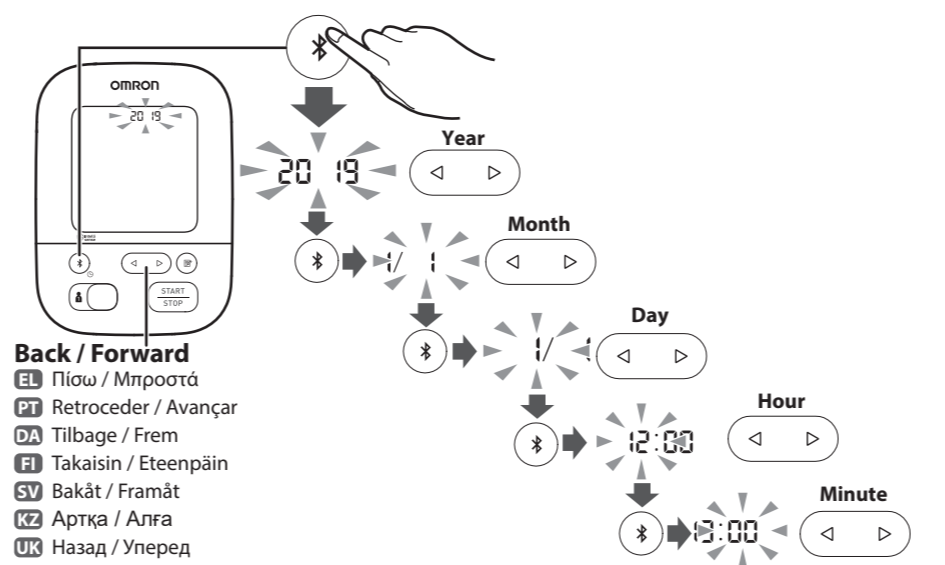 OMRON
20 19
Year
20 19
Month
1/ 1
START
STOP
Day
1/ 1
Back / Forward
EL Πίσω / Μπροστά
PT Retroceder / Avançar
DA Tilbage / Frem
FI Takaisin / Eteenpäin
SV Bakåt / Framåt
KZ Артқа / Алға
UK Назад / Уперед
Hour
12:00
Minute
:00